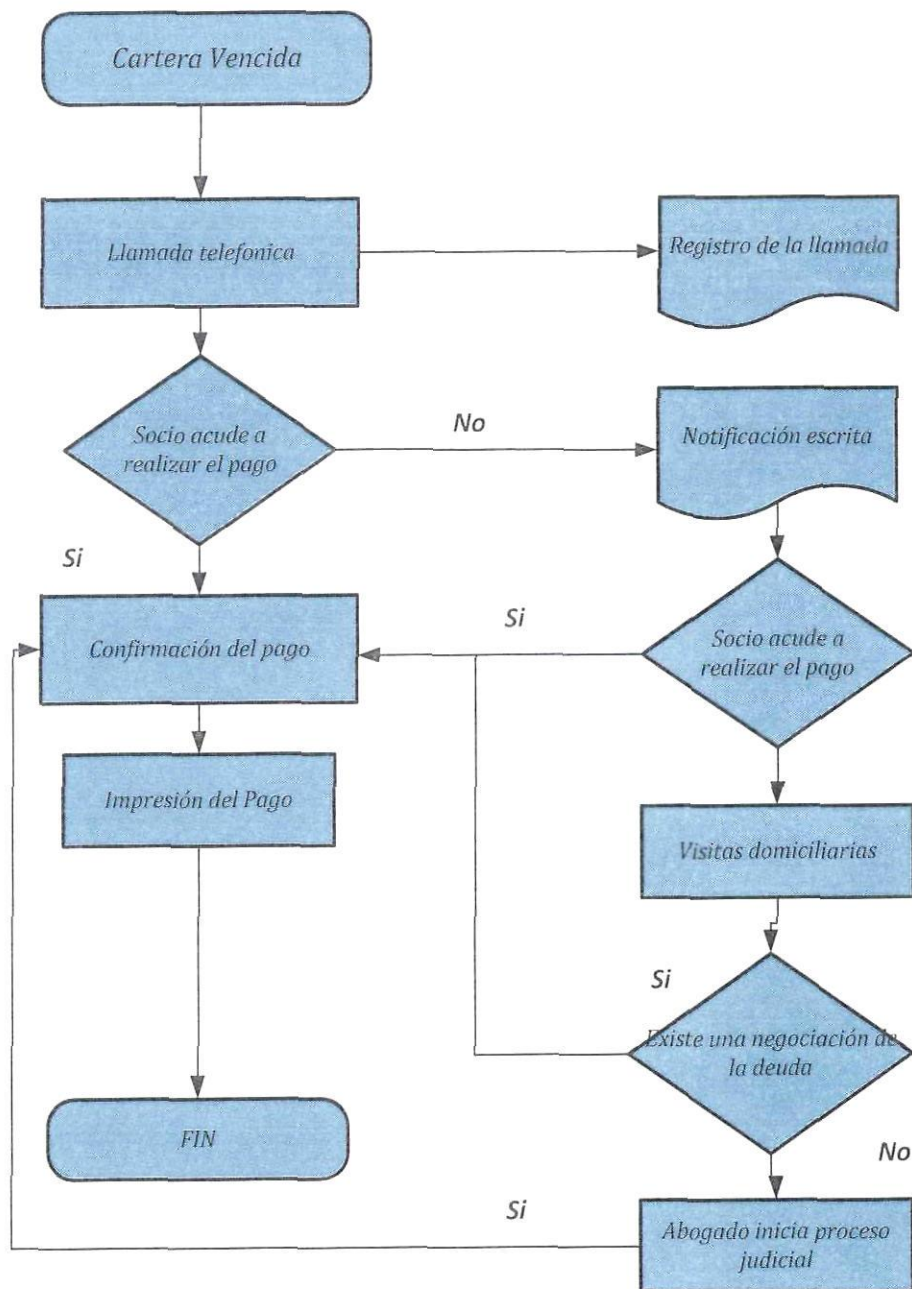 Cartera Vencida
Llamada telefonica
Registro de la llamada
Socio acude a
realizar el pago
No
Notificación escrita
Si
Confirmación del pago
Si
Socio acude a
realizar el pago
Impresión del Pago
Visitas domiciliarias
Si
Existe una negociación de
la deuda
FIN
No
Si
Abogado inicia proceso
judicial